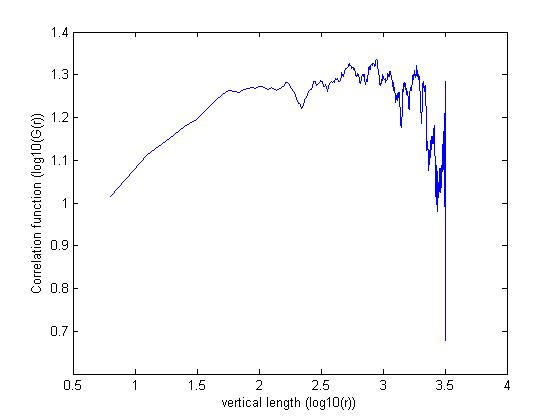 1.4
1.3
1.2
1.1
1
0.9
0.8
0.7
Correlation function (log10(G(r))
0.5 1 1.5 2 2.5 3 3.5 4
vertical length (log10(r))